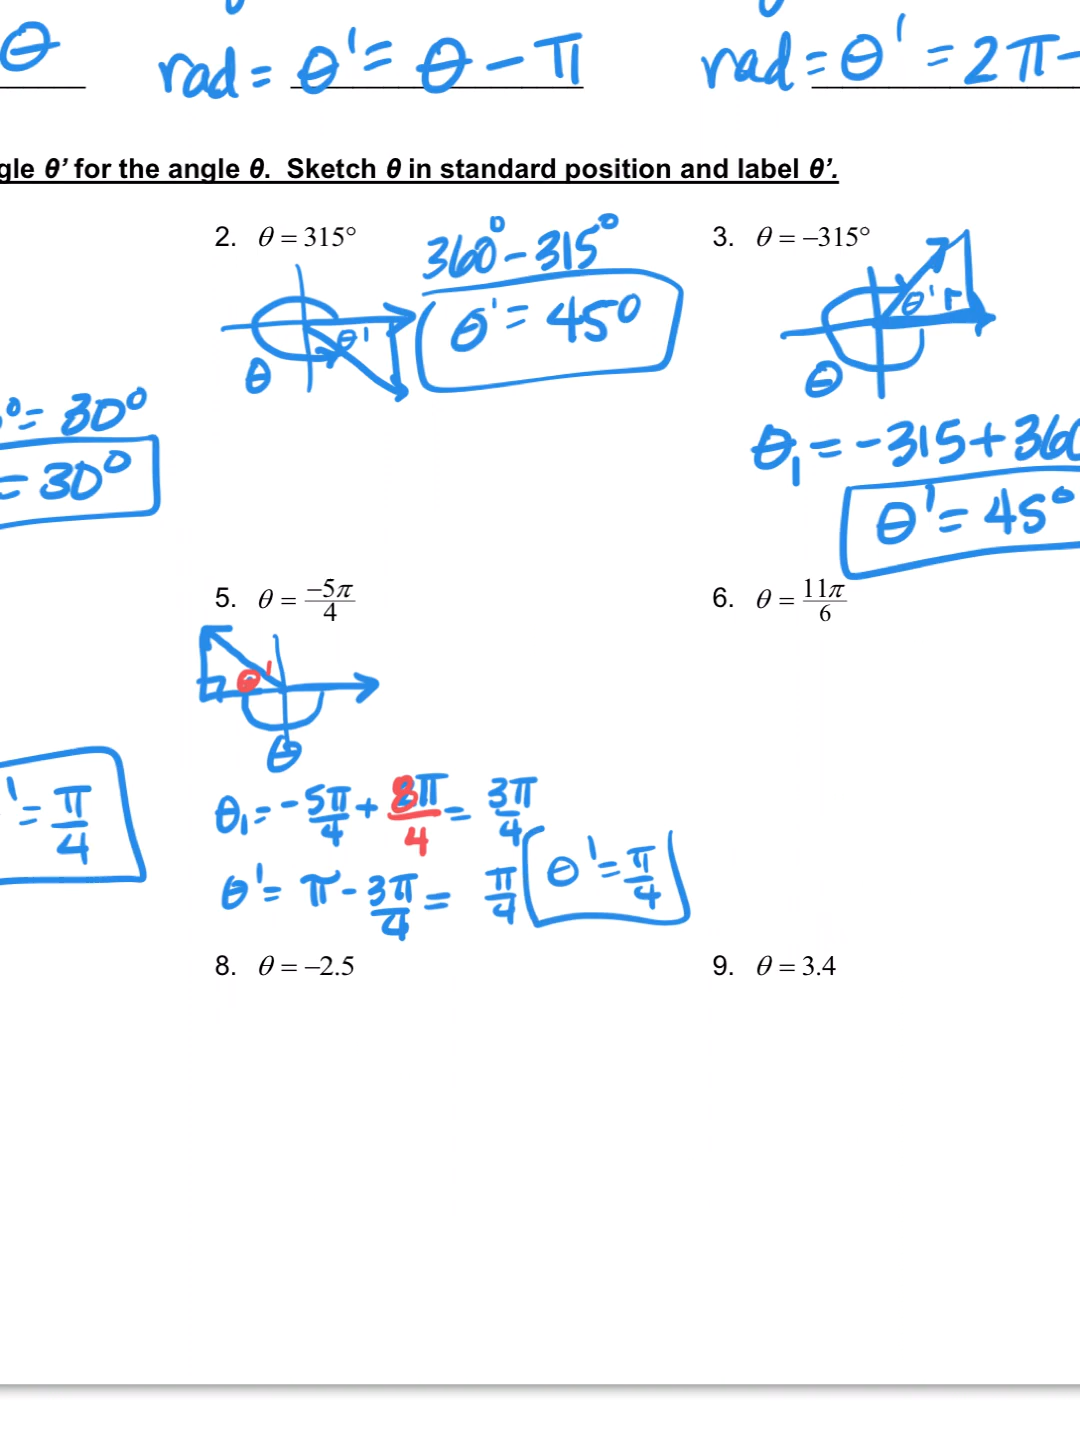 θ rad = θ' = θ - π rad = θ' = 2π -
gle θ’ for the angle θ. Sketch θ in standard position and label θ’.
2. θ = 315° 360° - 315° 3. θ = −315°
θ' θ' = 45° θ'
θ θ
° = 30° θ₁ = -315 + 360
= 30° θ' = 45°
5. θ = −5π/4 6. θ = 11π/6
θ'
θ
' = π/4 θ₁ = -5π/4 + 8π/4 = 3π/4
θ' = π - 3π/4 = π/4 θ' = π/4
8. θ = −2.5 9. θ = 3.4